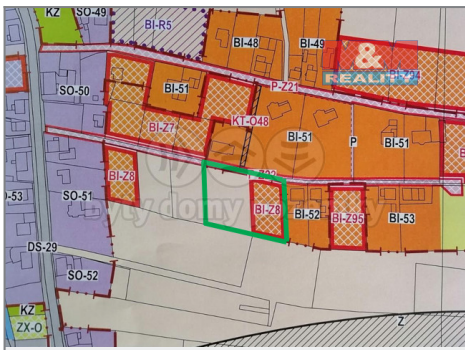 KZ
SO-49
BI-R5
BI-48
BI-49
&
REALITY
BI-Z94
SO-50
BI-51
P-Z21
BI-Z7
KT-O48
BI-51
P
BI-51
BI-Z8
SO-51
O-53
BI-Z8
BI-52
BI-Z95
BI-53
DS-29
SO-52
KZ
ZX-O
Z